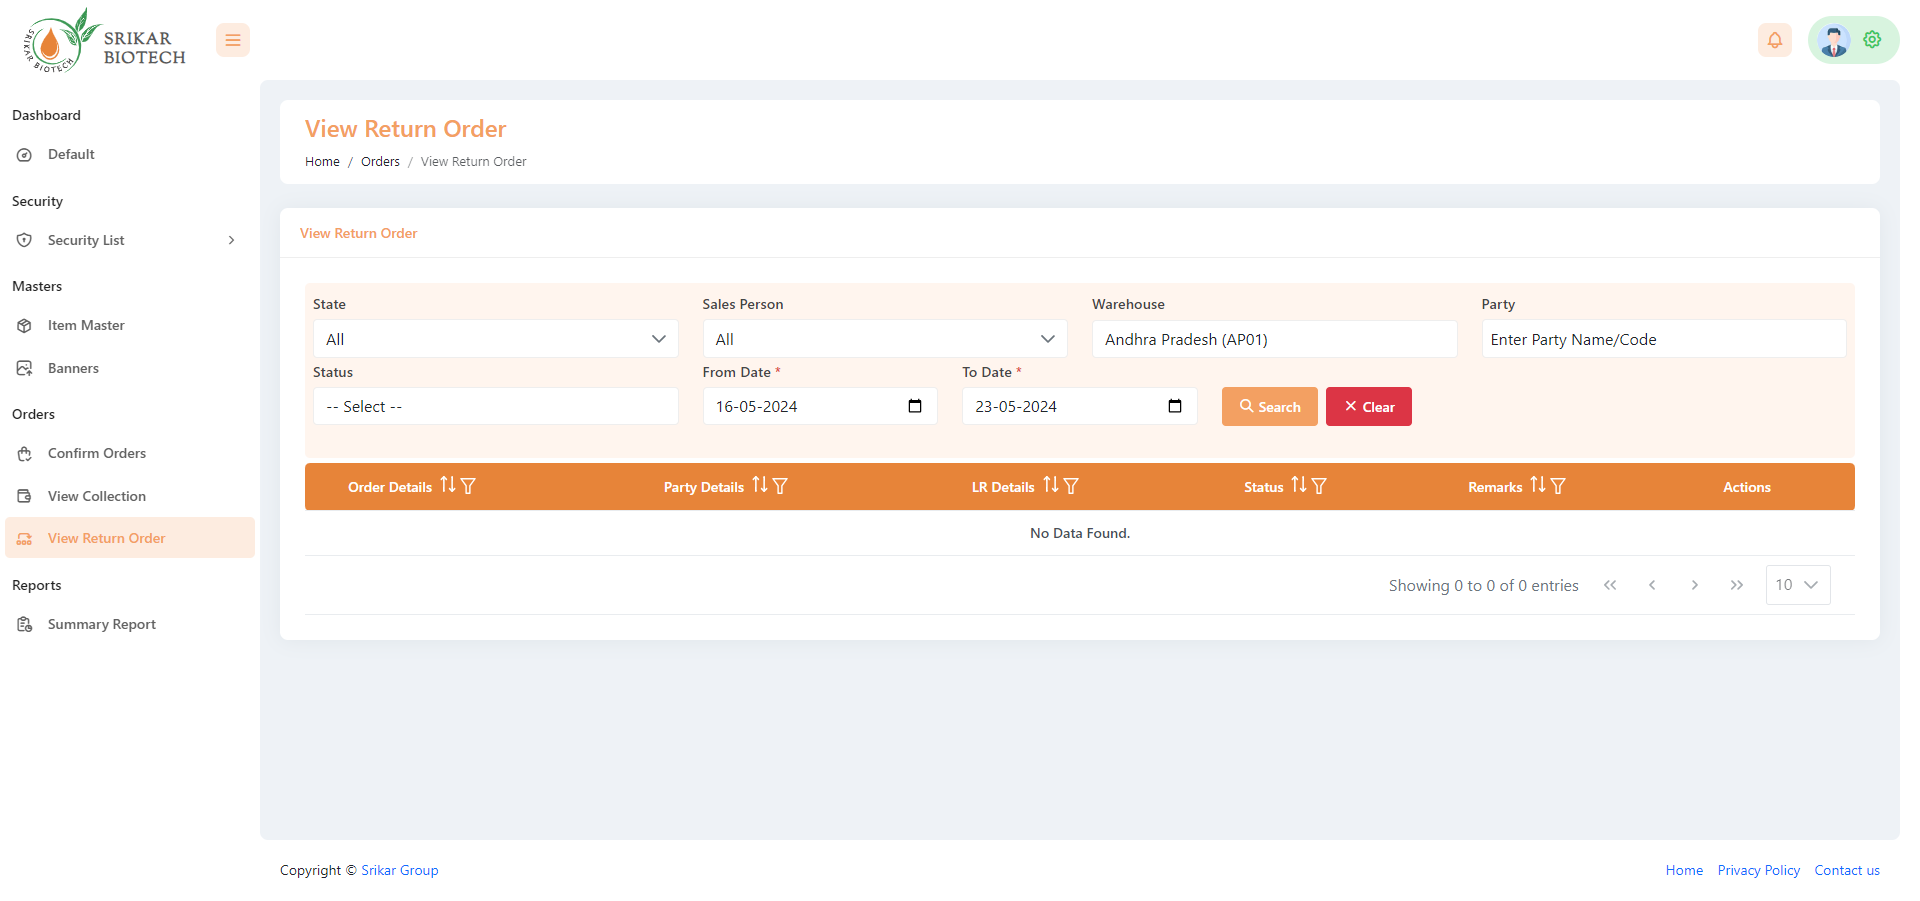 SRIKAR BIOTECH
SRIKAR
BIOTECH
Dashboard
Default
Security
Security List
Masters
Item Master
Banners
Orders
Confirm Orders
View Collection
View Return Order
Reports
Summary Report
View Return Order
Home / Orders / View Return Order
View Return Order
State Sales Person Warehouse Party
All All Andhra Pradesh (AP01) Enter Party Name/Code
Status From Date * To Date *
-- Select -- 16-05-2024 23-05-2024 Search Clear
Order Details Party Details LR Details Status Remarks Actions
No Data Found.
Showing 0 to 0 of 0 entries 10
Copyright © Srikar Group Home Privacy Policy Contact us